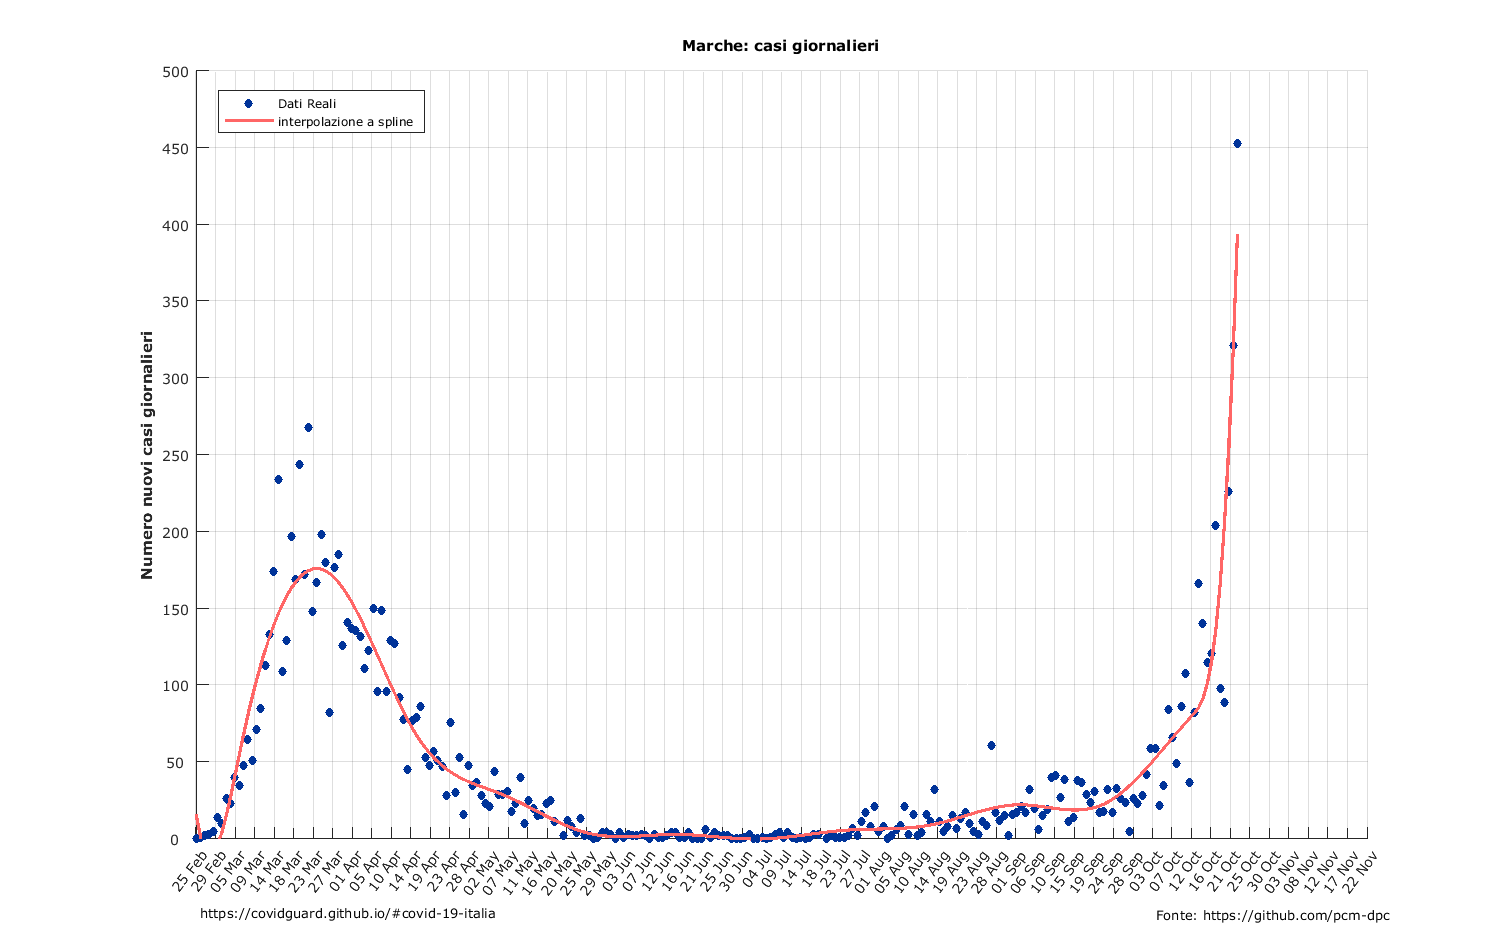 Marche: casi giornalieri
Dati Reali
interpolazione a spline
Numero nuovi casi giornalieri
500
450
400
350
300
250
200
150
100
50
0
25 Feb
29 Feb
05 Mar
09 Mar
14 Mar
18 Mar
23 Mar
27 Mar
01 Apr
05 Apr
10 Apr
14 Apr
19 Apr
23 Apr
28 Apr
02 May
07 May
11 May
16 May
20 May
25 May
29 May
03 Jun
07 Jun
12 Jun
16 Jun
21 Jun
25 Jun
30 Jun
04 Jul
09 Jul
14 Jul
18 Jul
23 Jul
27 Jul
01 Aug
05 Aug
10 Aug
14 Aug
19 Aug
23 Aug
28 Aug
01 Sep
06 Sep
10 Sep
15 Sep
19 Sep
24 Sep
28 Sep
03 Oct
07 Oct
12 Oct
16 Oct
21 Oct
25 Oct
30 Oct
03 Nov
08 Nov
12 Nov
17 Nov
22 Nov
https://covidguard.github.io/#covid-19-italia
Fonte: https://github.com/pcm-dpc